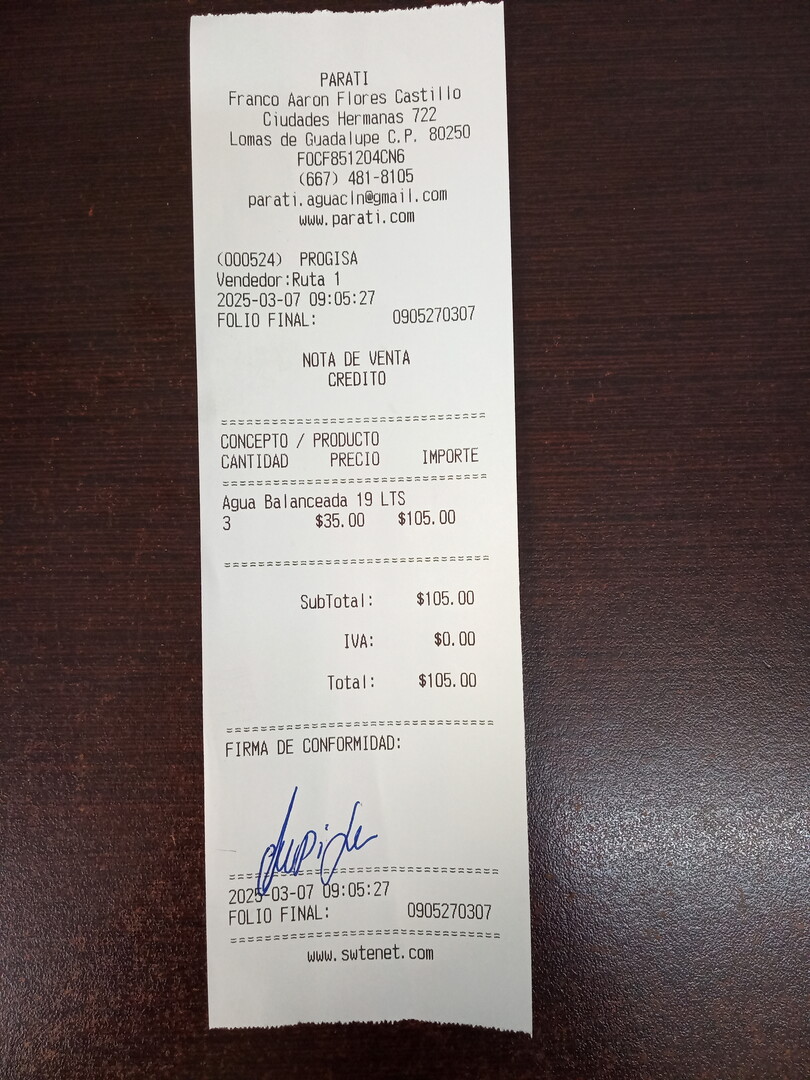 PARATI
Franco Aaron Flores Castillo
Ciudades Hermanas 722
Lomas de Guadalupe C.P. 80250
FOCF851204CN6
(667) 481-8105
parati.aguacln@gmail.com
www.parati.com
(000524) PROGISA
Vendedor:Ruta 1
2025-03-07 09:05:27
FOLIO FINAL: 0905270307
NOTA DE VENTA
CREDITO
CONCEPTO / PRODUCTO
CANTIDAD PRECIO IMPORTE
Agua Balanceada 19 LTS
3 $35.00 $105.00
SubTotal: $105.00
IVA: $0.00
Total: $105.00
FIRMA DE CONFORMIDAD:
2025-03-07 09:05:27
FOLIO FINAL: 0905270307
www.swtenet.com